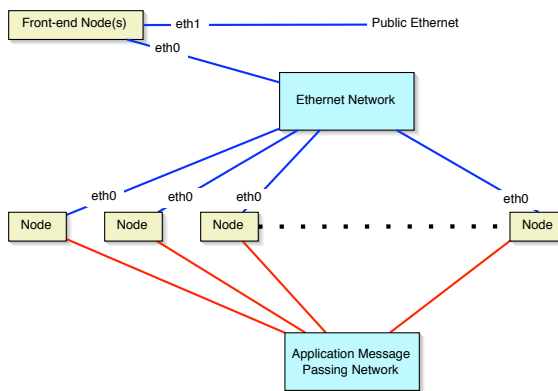 Front-end Node(s)
eth1
Public Ethernet
eth0
Ethernet Network
eth0
eth0
eth0
eth0
Node
Node
Node
Node
Application Message
Passing Network